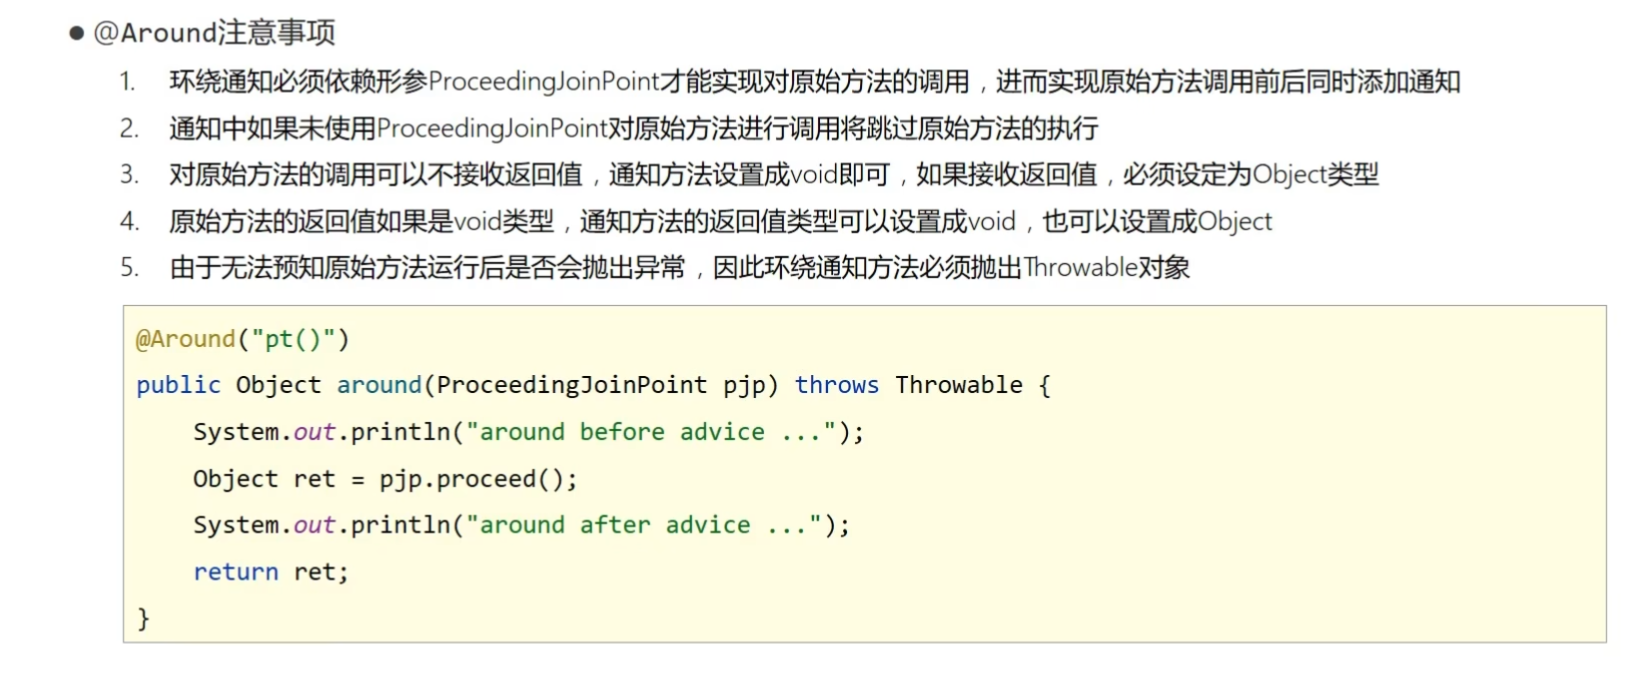 ● @Around注意事项
1. 环绕通知必须依赖形参ProceedingJoinPoint才能实现对原始方法的调用，进而实现原始方法调用前后同时添加通知
2. 通知中如果未使用ProceedingJoinPoint对原始方法进行调用将跳过原始方法的执行
3. 对原始方法的调用可以不接收返回值，通知方法设置成void即可，如果接收返回值，必须设定为Object类型
4. 原始方法的返回值如果是void类型，通知方法的返回值类型可以设置成void，也可以设置成Object
5. 由于无法预知原始方法运行后是否会抛出异常，因此环绕通知方法必须抛出Throwable对象
@Around("pt()")
public Object around(ProceedingJoinPoint pjp) throws Throwable {
    System.out.println("around before advice ...");
    Object ret = pjp.proceed();
    System.out.println("around after advice ...");
    return ret;
}